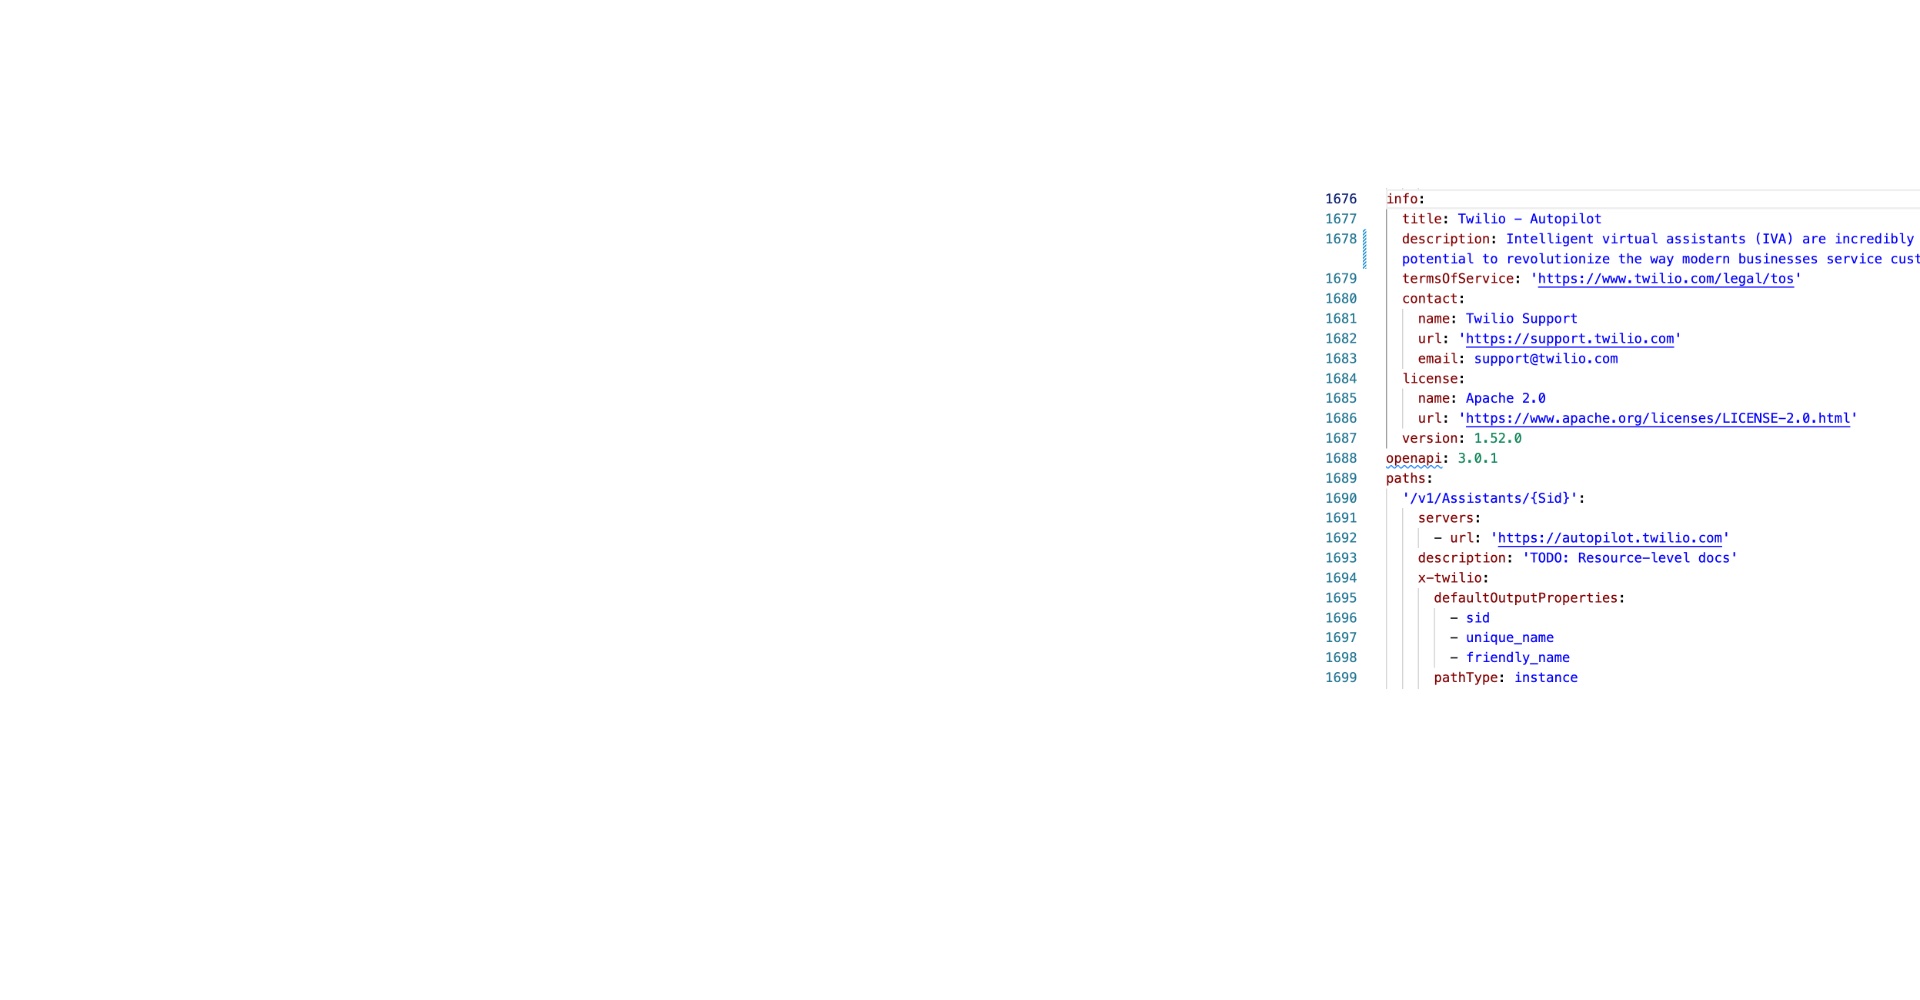 1676 info:
1677 title: Twilio - Autopilot
1678 description: Intelligent virtual assistants (IVA) are incredibly
potential to revolutionize the way modern businesses service cust
1679 termsOfService: 'https://www.twilio.com/legal/tos'
1680 contact:
1681 name: Twilio Support
1682 url: 'https://support.twilio.com'
1683 email: support@twilio.com
1684 license:
1685 name: Apache 2.0
1686 url: 'https://www.apache.org/licenses/LICENSE-2.0.html'
1687 version: 1.52.0
1688 openapi: 3.0.1
1689 paths:
1690 '/v1/Assistants/{Sid}':
1691 servers:
1692 - url: 'https://autopilot.twilio.com'
1693 description: 'TODO: Resource-level docs'
1694 x-twilio:
1695 defaultOutputProperties:
1696 - sid
1697 - unique_name
1698 - friendly_name
1699 pathType: instance